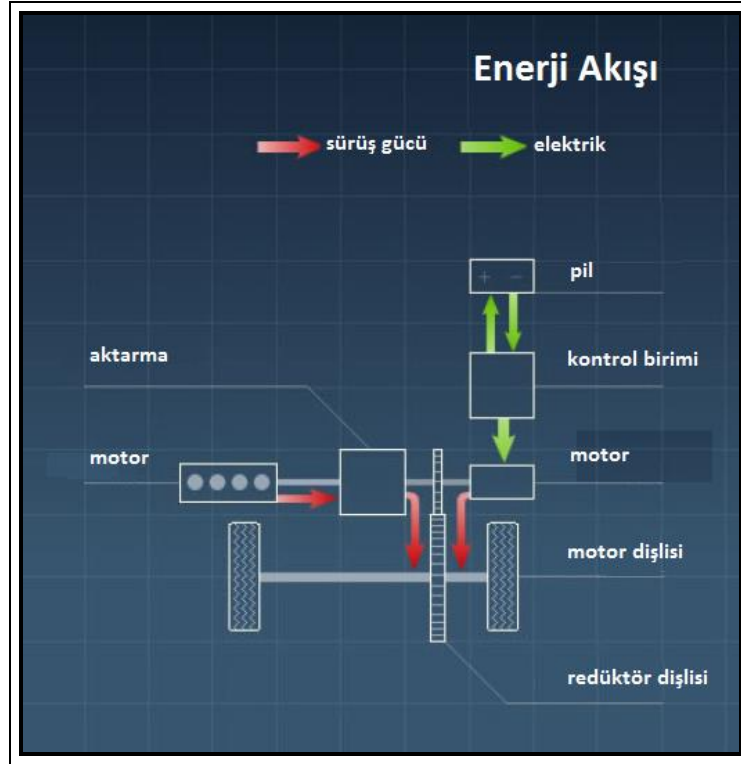 Enerji Akışı
sürüş gücü
elektrik
+ -
pil
aktarma
kontrol birimi
motor
motor
motor dişlisi
redüktör dişlisi